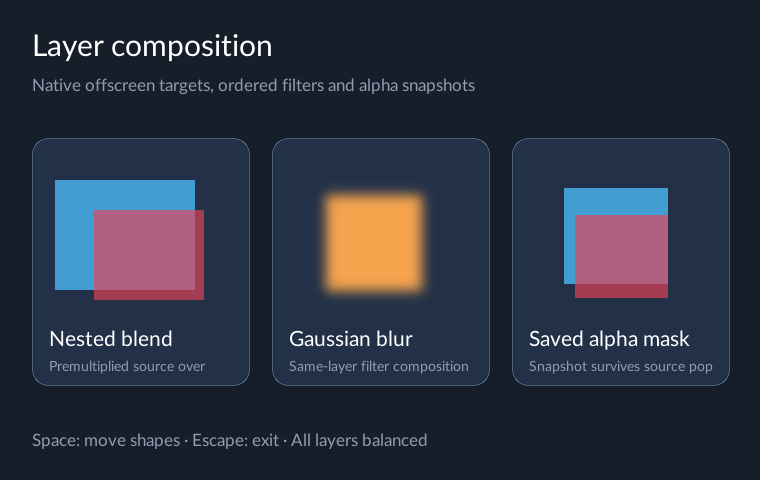 Layer composition
Native offscreen targets, ordered filters and alpha snapshots
Nested blend
Premultiplied source over
Gaussian blur
Same-layer filter composition
Saved alpha mask
Snapshot survives source pop
Space: move shapes · Escape: exit · All layers balanced